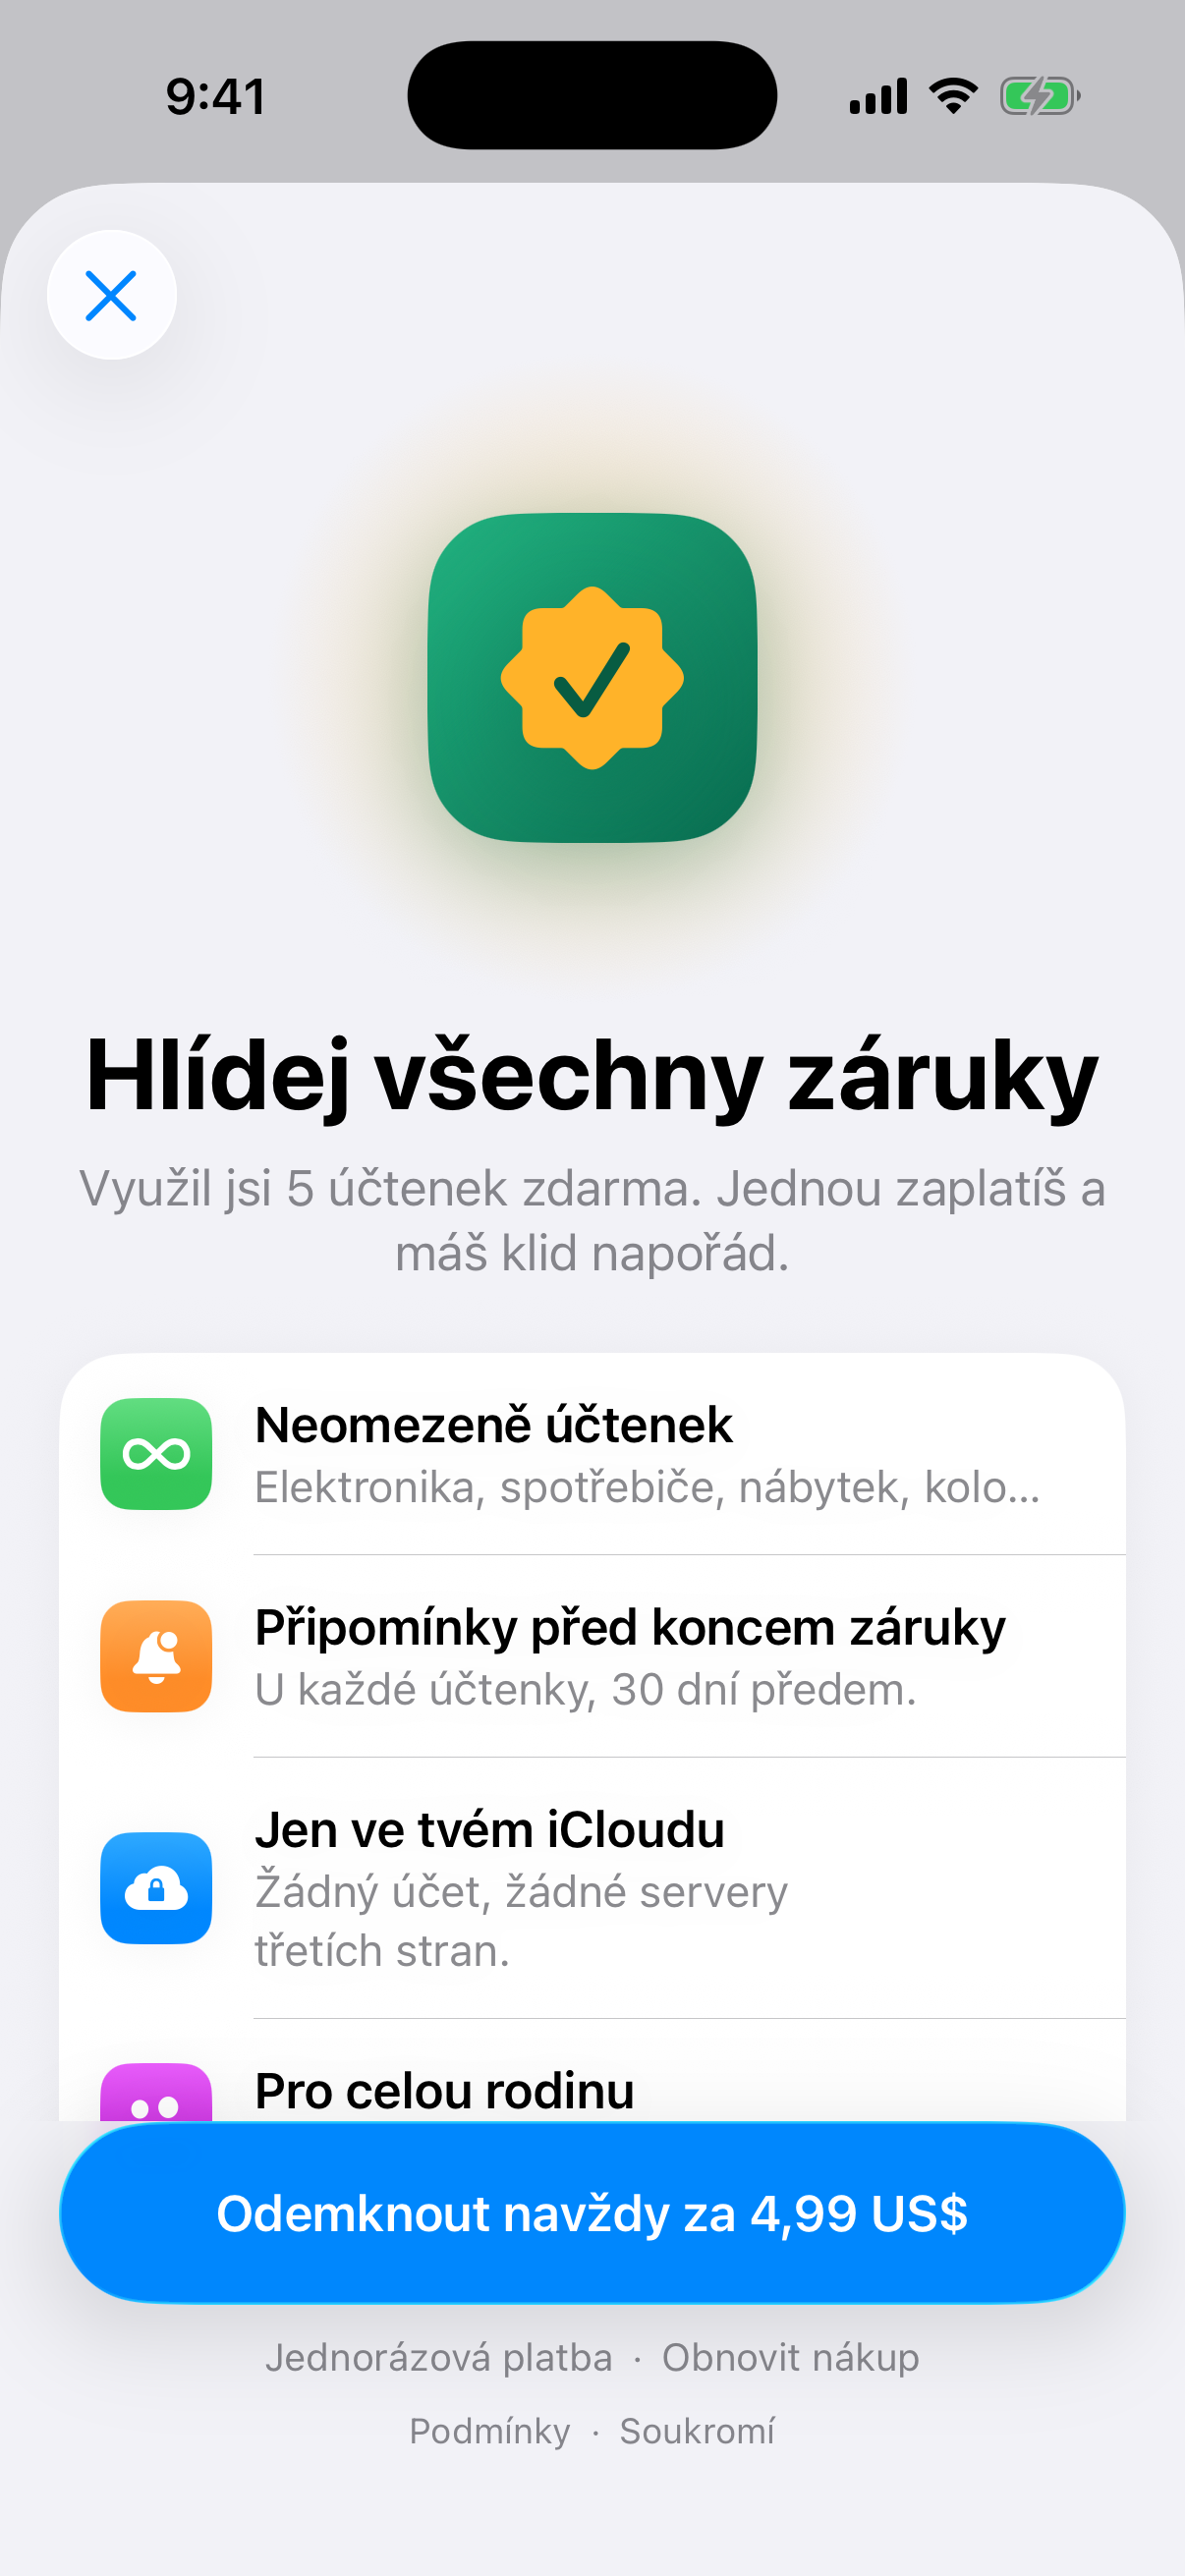 9:41
Hlídej všechny záruky
Využil jsi 5 účtenek zdarma. Jednou zaplatíš a
máš klid napořád.
Neomezeně účtenek
Elektronika, spotřebiče, nábytek, kolo…
Připomínky před koncem záruky
U každé účtenky, 30 dní předem.
Jen ve tvém iCloudu
Žádný účet, žádné servery
třetích stran.
Pro celou rodinu
Odemknout navždy za 4,99 US$
Jednorázová platba · Obnovit nákup
Podmínky · Soukromí